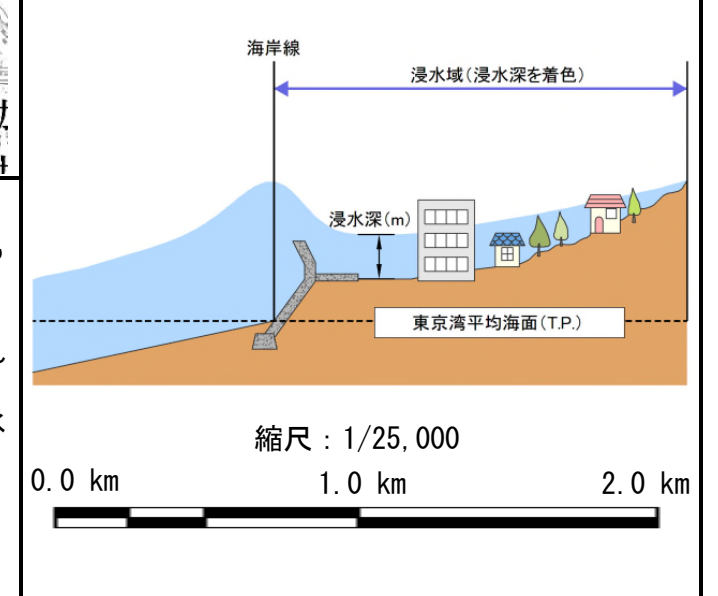 海岸線
浸水域(浸水深を着色)
浸水深(m)
東京湾平均海面(T.P.)
縮尺：1/25,000
0.0 km 1.0 km 2.0 km